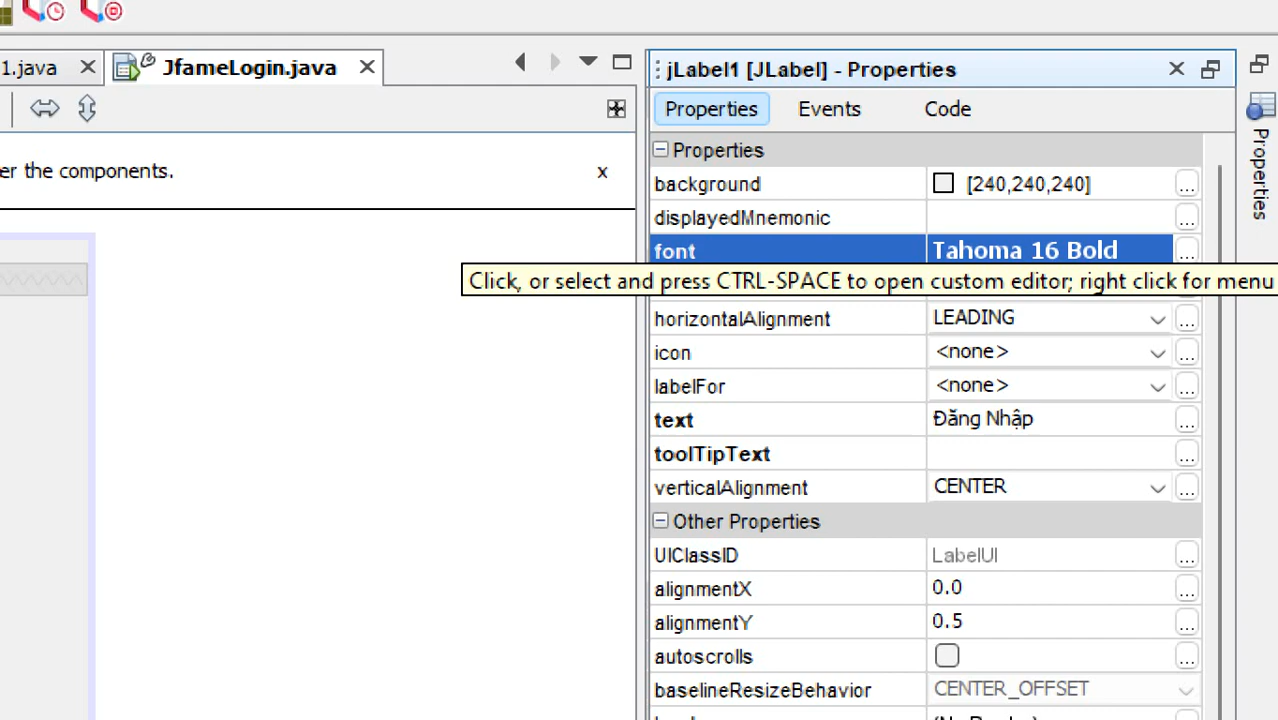 1.java
JfameLogin.java
jLabel1 [JLabel] - Properties
Properties
Events
Code
er the components.
x
Properties
Properties
background
[240,240,240]
...
displayedMnemonic
...
font
Tahoma 16 Bold
Click, or select and press CTRL-SPACE to open custom editor; right click for menu
horizontalAlignment
LEADING
...
icon
<none>
...
labelFor
<none>
...
text
Đăng Nhập
...
toolTipText
...
verticalAlignment
CENTER
...
Other Properties
UIClassID
LabelUI
...
alignmentX
0.0
...
alignmentY
0.5
...
autoscrolls
...
baselineResizeBehavior
CENTER_OFFSET